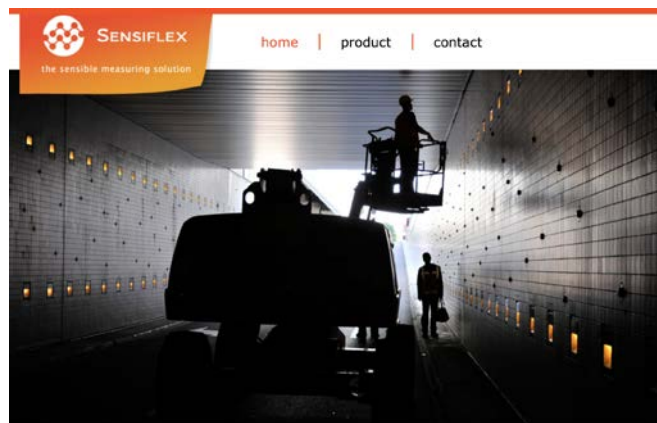 SENSIFLEX
the sensible measuring solution
home | product | contact